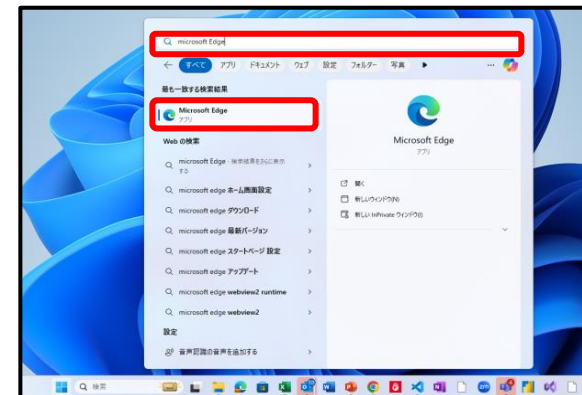 microsoft Edge
すべて アプリ ドキュメント ウェブ 設定 フォルダー 写真
最も一致する検索結果
Microsoft Edge
アプリ
Web の検索
microsoft Edge - 検索結果をさらに表示
する
microsoft edge ホーム画面設定
microsoft edge ダウンロード
microsoft edge 最新バージョン
microsoft edge スタートページ 設定
microsoft edge アップデート
microsoft edge webview2 runtime
microsoft edge webview2
設定
音声認識の音声を追加する
Microsoft Edge
アプリ
開く
新しいウィンドウ(N)
新しい InPrivate ウィンドウ(I)
検索